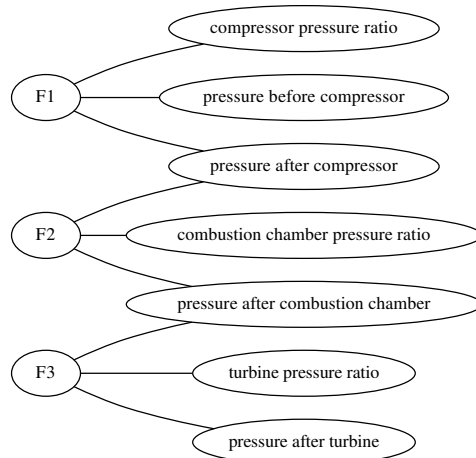 compressor pressure ratio
F1
pressure before compressor
pressure after compressor
F2
combustion chamber pressure ratio
pressure after combustion chamber
F3
turbine pressure ratio
pressure after turbine